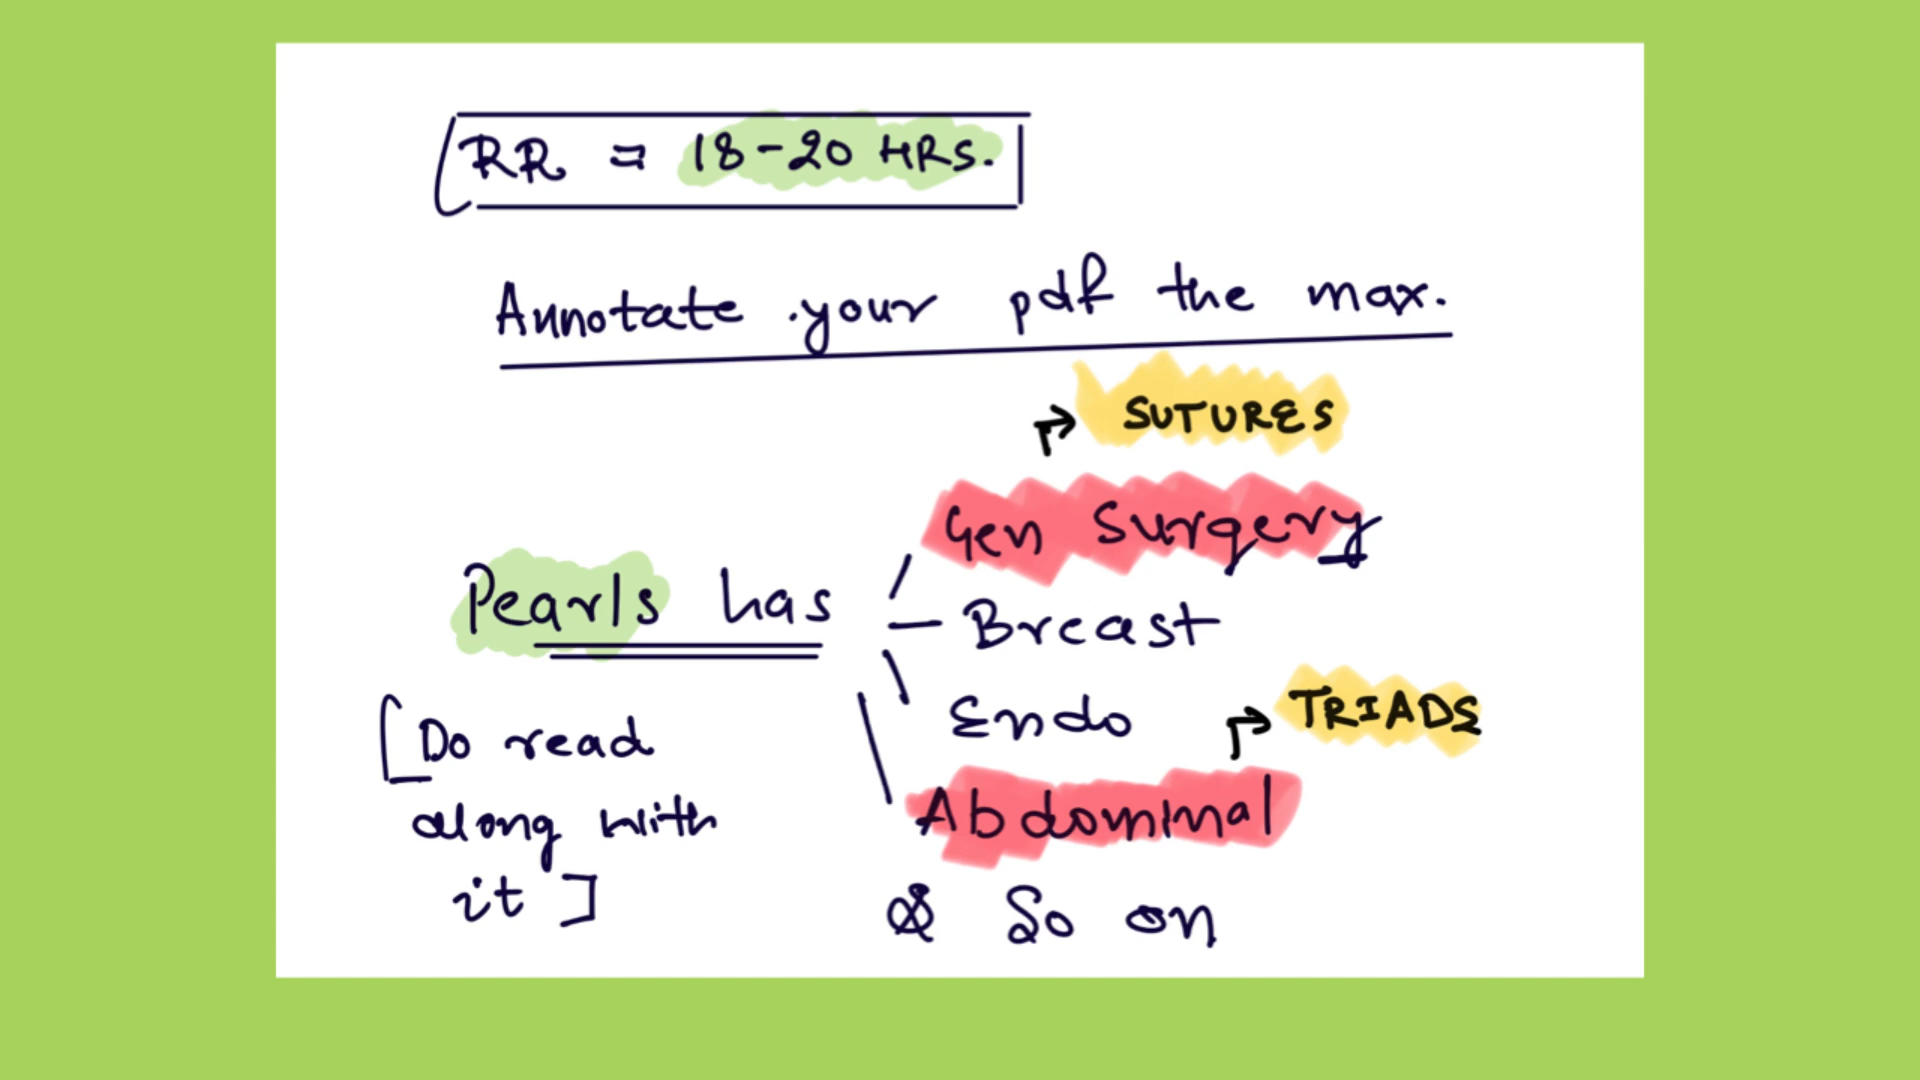 RR = 18-20 HRS.
Annotate your pdf the max.
SUTURES
Gen Surgery
Pearls has
Breast
Endo
TRIADS
[Do read
along with
it]
Abdominal
& So on